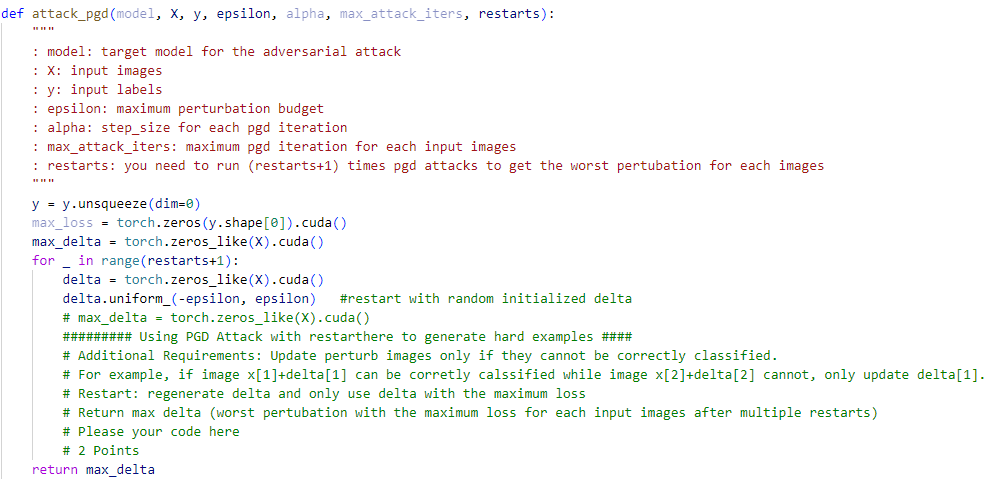 def attack_pgd(model, X, y, epsilon, alpha, max_attack_iters, restarts):
    """
    : model: target model for the adversarial attack
    : X: input images
    : y: input labels
    : epsilon: maximum perturbation budget
    : alpha: step_size for each pgd iteration
    : max_attack_iters: maximum pgd iteration for each input images
    : restarts: you need to run (restarts+1) times pgd attacks to get the worst pertubation for each images
    """
    y = y.unsqueeze(dim=0)
    max_loss = torch.zeros(y.shape[0]).cuda()
    max_delta = torch.zeros_like(X).cuda()
    for _ in range(restarts+1):
        delta = torch.zeros_like(X).cuda()
        delta.uniform_(-epsilon, epsilon)   #restart with random initialized delta
        # max_delta = torch.zeros_like(X).cuda()
        ######### Using PGD Attack with restarthere to generate hard examples ####
        # Additional Requirements: Update perturb images only if they cannot be correctly classified.
        # For example, if image x[1]+delta[1] can be corretly calssified while image x[2]+delta[2] cannot, only update delta[1].
        # Restart: regenerate delta and only use delta with the maximum loss
        # Return max delta (worst pertubation with the maximum loss for each input images after multiple restarts)
        # Please your code here
        # 2 Points
    return max_delta